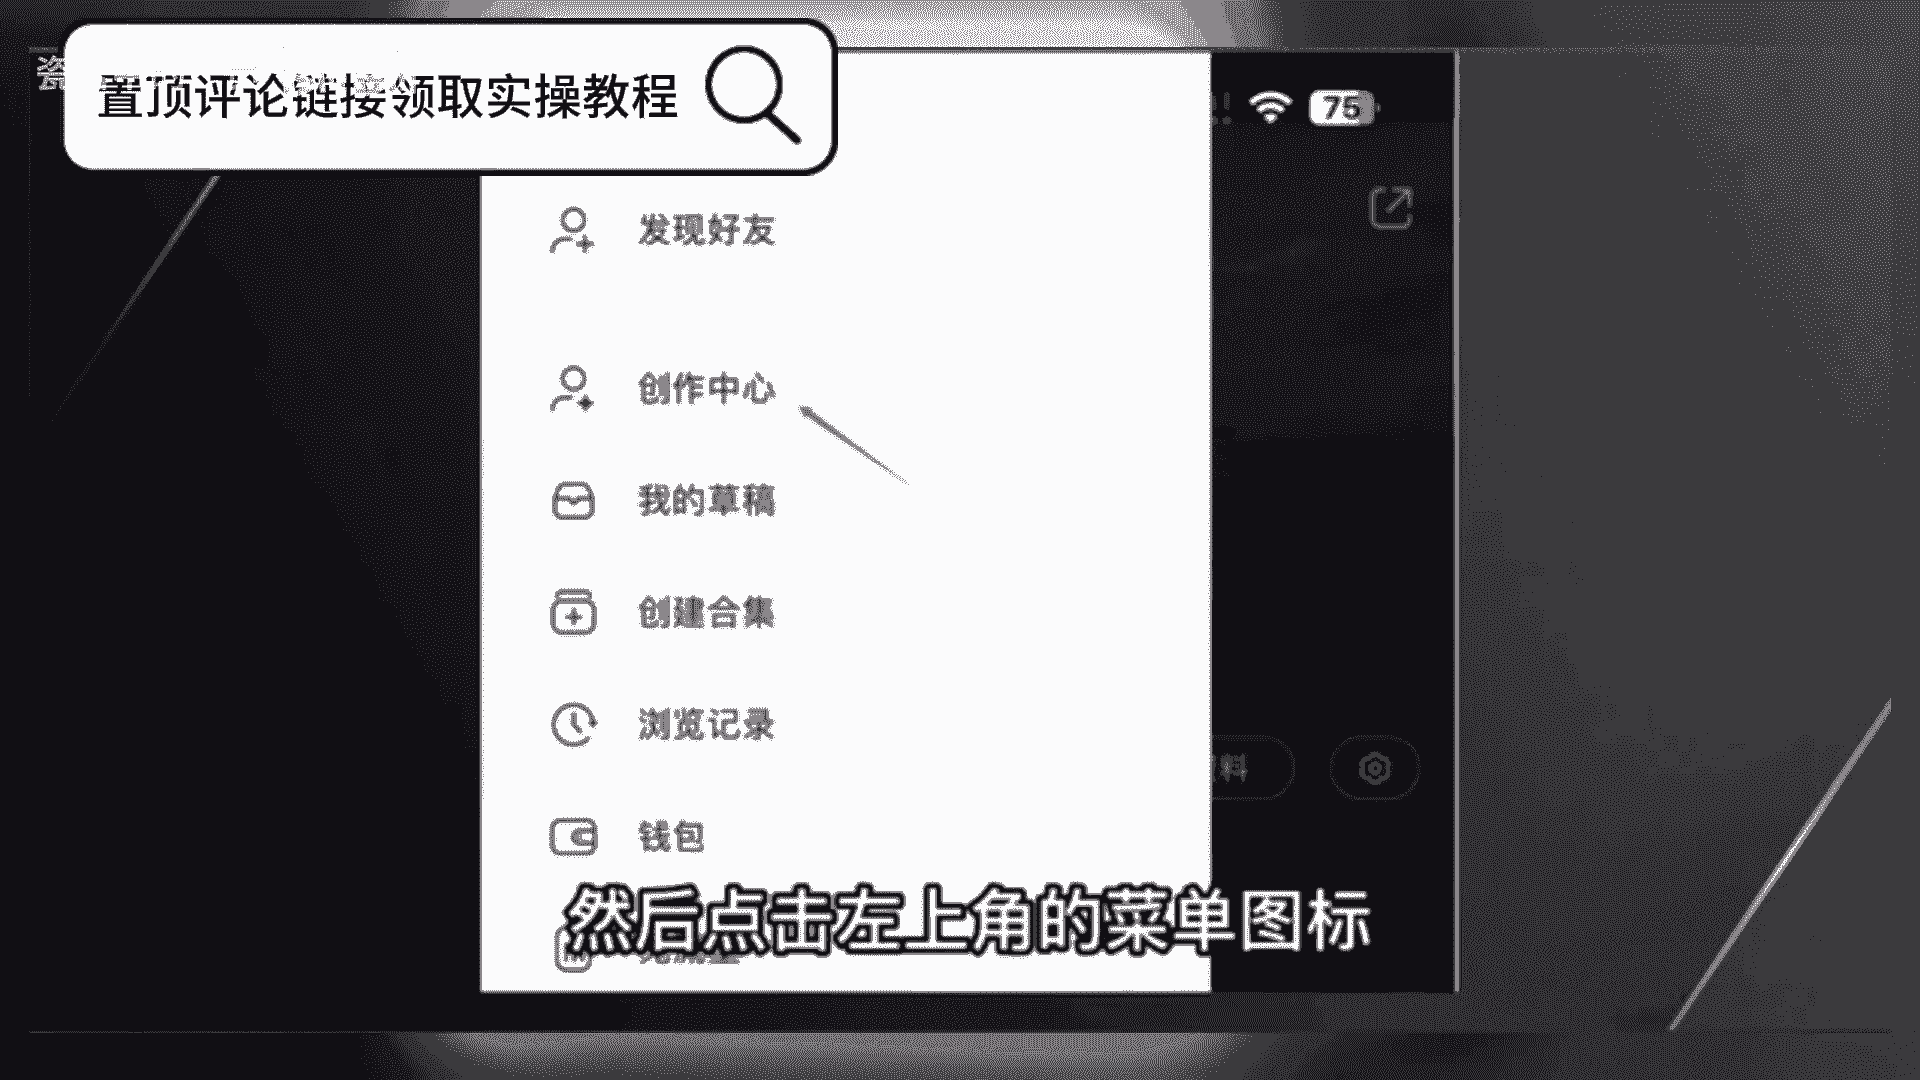 置顶评论链接领取实操教程
75
发现好友
创作中心
我的草稿
创建合集
浏览记录
料
钱包
然后点击左上角的菜单图标